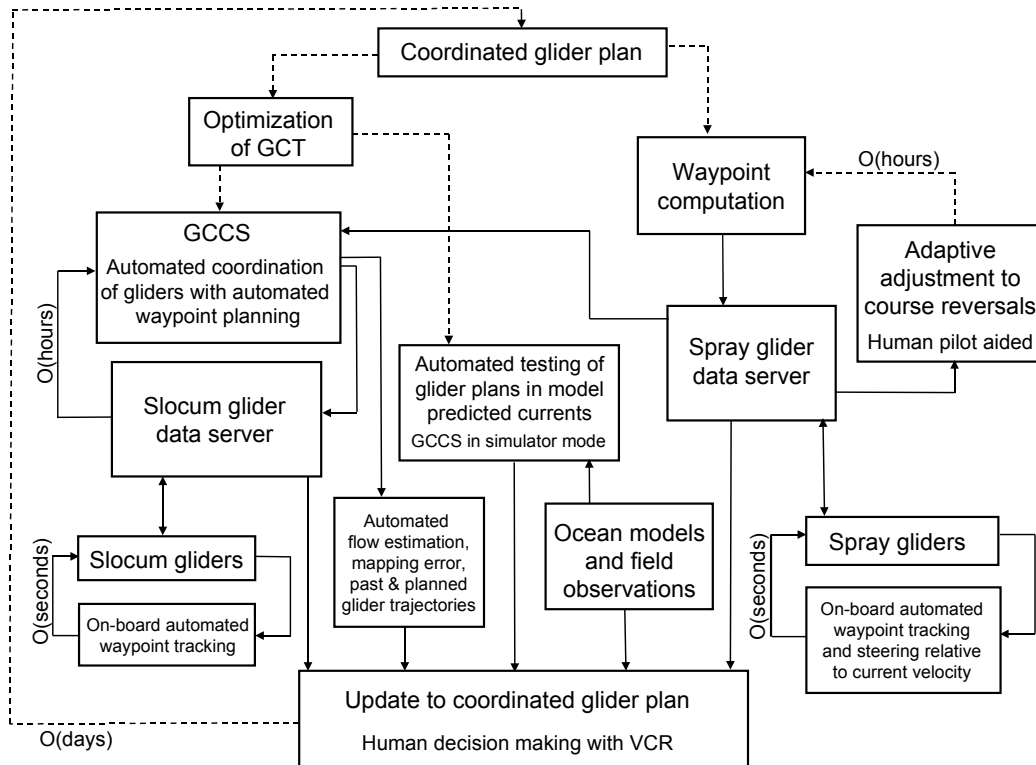 Coordinated glider plan
Optimization
of GCT
Waypoint
computation
O(hours)
GCCS
Automated coordination
of gliders with automated
waypoint planning
Adaptive
adjustment to
course reversals
Human pilot aided
O(hours)
Slocum glider
data server
Automated testing of
glider plans in model
predicted currents
GCCS in simulator mode
Spray glider
data server
Automated
flow estimation,
mapping error,
past & planned
glider trajectories
Ocean models
and field
observations
Slocum gliders
O(seconds)
On-board automated
waypoint tracking
Spray gliders
O(seconds)
On-board automated
waypoint tracking
and steering relative
to current velocity
Update to coordinated glider plan
Human decision making with VCR
O(days)